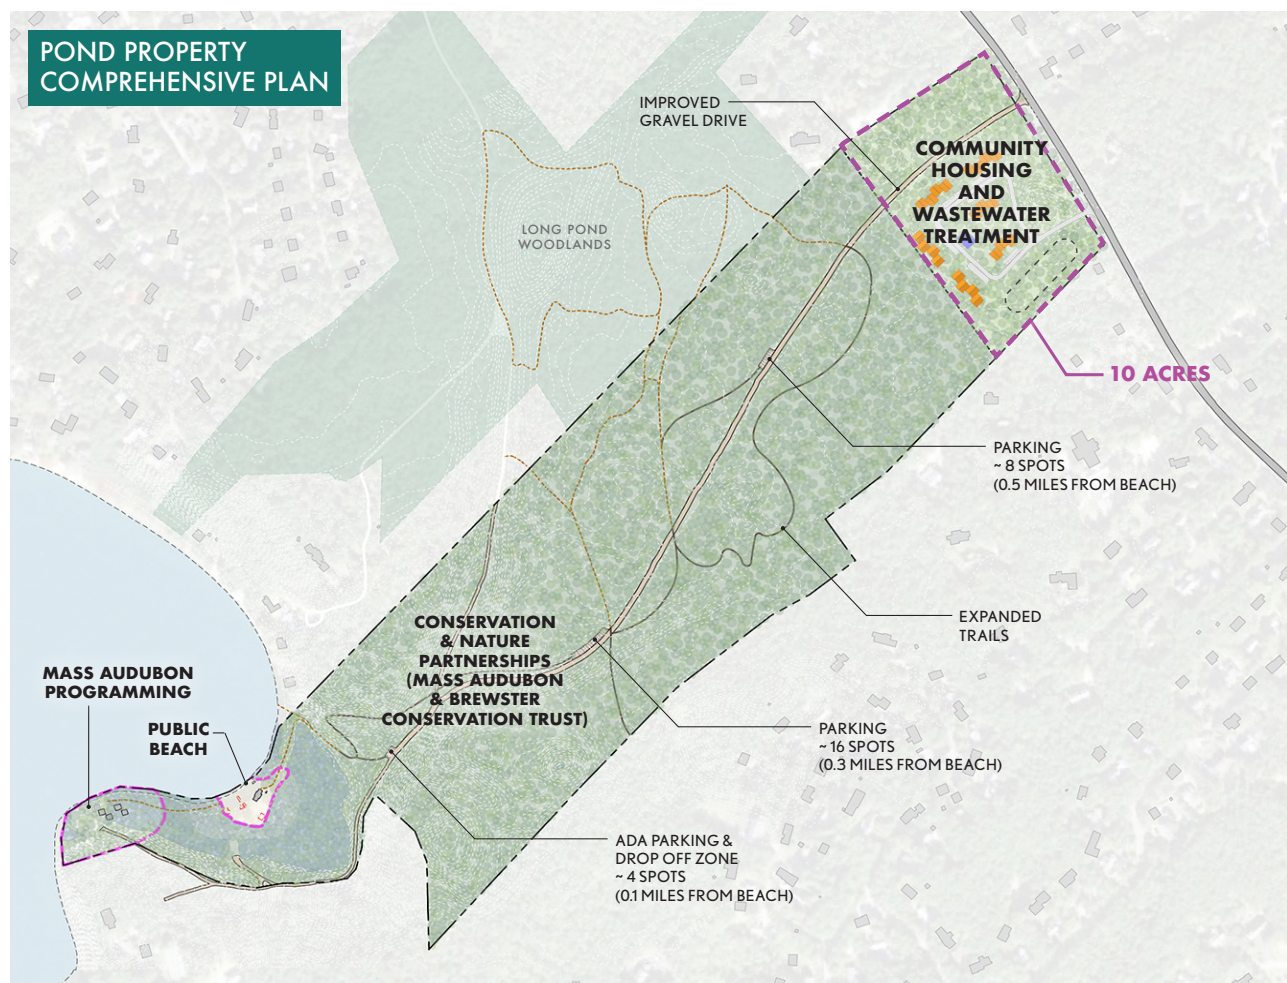 POND PROPERTY
COMPREHENSIVE PLAN
IMPROVED
GRAVEL DRIVE
COMMUNITY
HOUSING
AND
WASTEWATER
TREATMENT
LONG POND
WOODLANDS
10 ACRES
PARKING
~ 8 SPOTS
(0.5 MILES FROM BEACH)
EXPANDED
TRAILS
CONSERVATION
& NATURE
PARTNERSHIPS
(MASS AUDUBON
& BREWSTER
CONSERVATION TRUST)
MASS AUDUBON
PROGRAMMING
PUBLIC
BEACH
PARKING
~ 16 SPOTS
(0.3 MILES FROM BEACH)
ADA PARKING &
DROP OFF ZONE
~ 4 SPOTS
(0.1 MILES FROM BEACH)